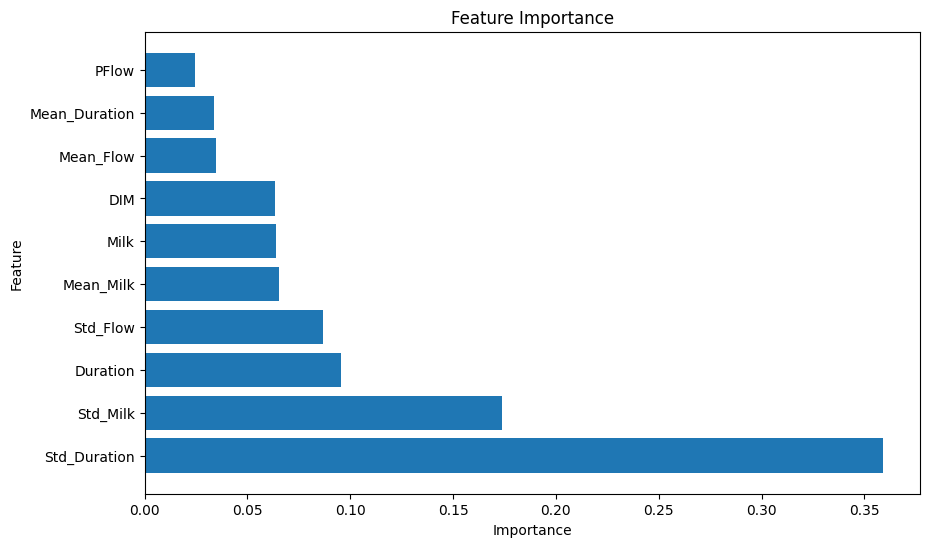 Feature Importance
PFlow
Mean_Duration
Mean_Flow
DIM
Milk
Mean_Milk
Std_Flow
Duration
Std_Milk
Std_Duration
Feature
0.00 0.05 0.10 0.15 0.20 0.25 0.30 0.35
Importance